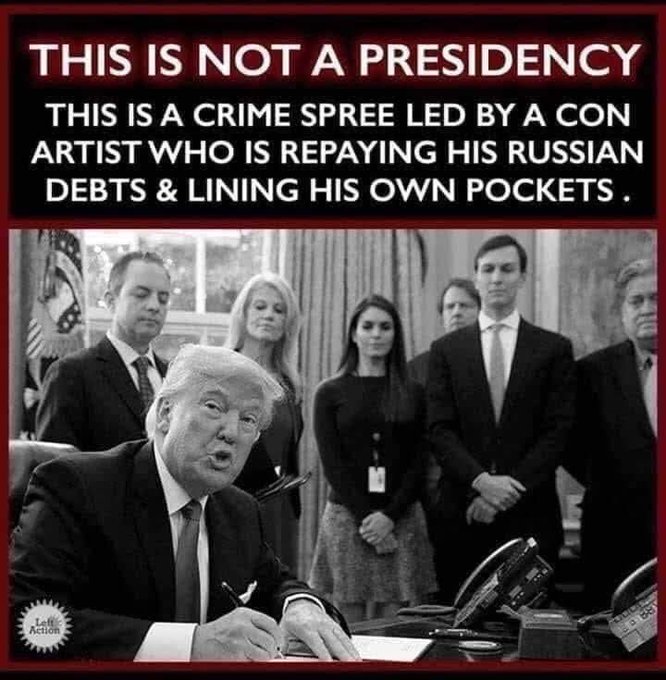 THIS IS NOT A PRESIDENCY
THIS IS A CRIME SPREE LED BY A CON
ARTIST WHO IS REPAYING HIS RUSSIAN
DEBTS & LINING HIS OWN POCKETS .
Left
Action